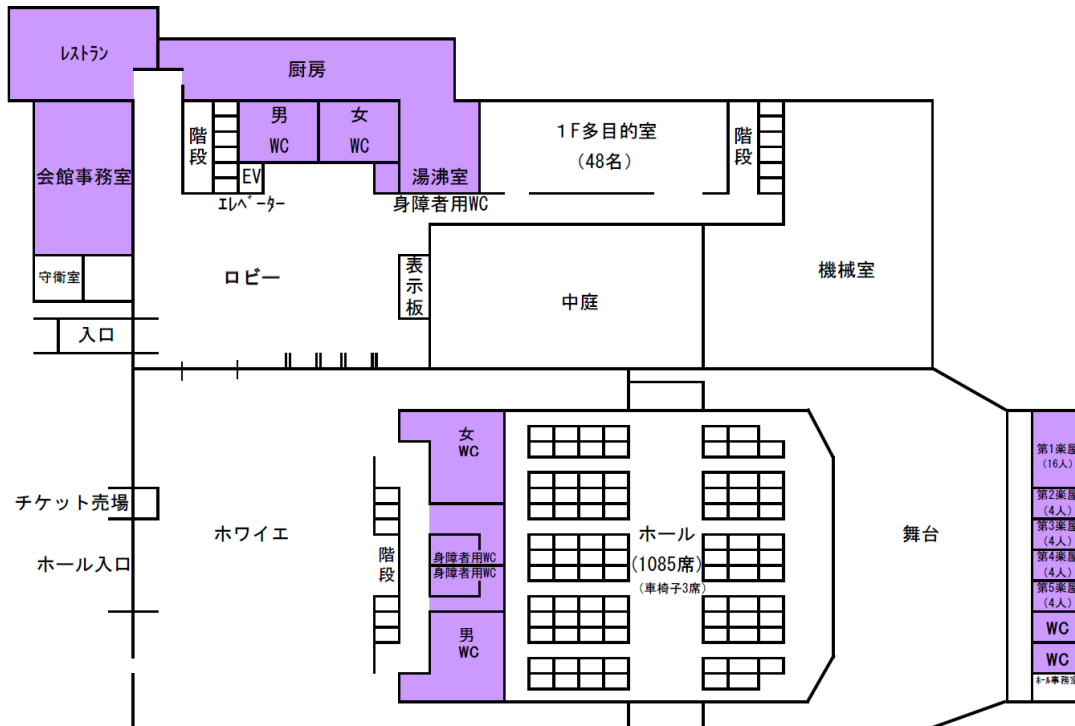 レストラン
厨房
男
WC
女
WC
階段
EV
エレベーター
湯沸室
身障者用WC
1F多目的室
(48名)
階段
会館事務室
守衛室
ロビー
表示板
中庭
機械室
入口
女
WC
身障者用WC
身障者用WC
男
WC
階段
チケット売場
ホワイエ
ホール入口
ホール
(1085席)
(車椅子3席)
舞台
第1楽屋
(16人)
第2楽屋
(4人)
第3楽屋
(4人)
第4楽屋
(4人)
第5楽屋
(4人)
WC
WC
ホール事務室